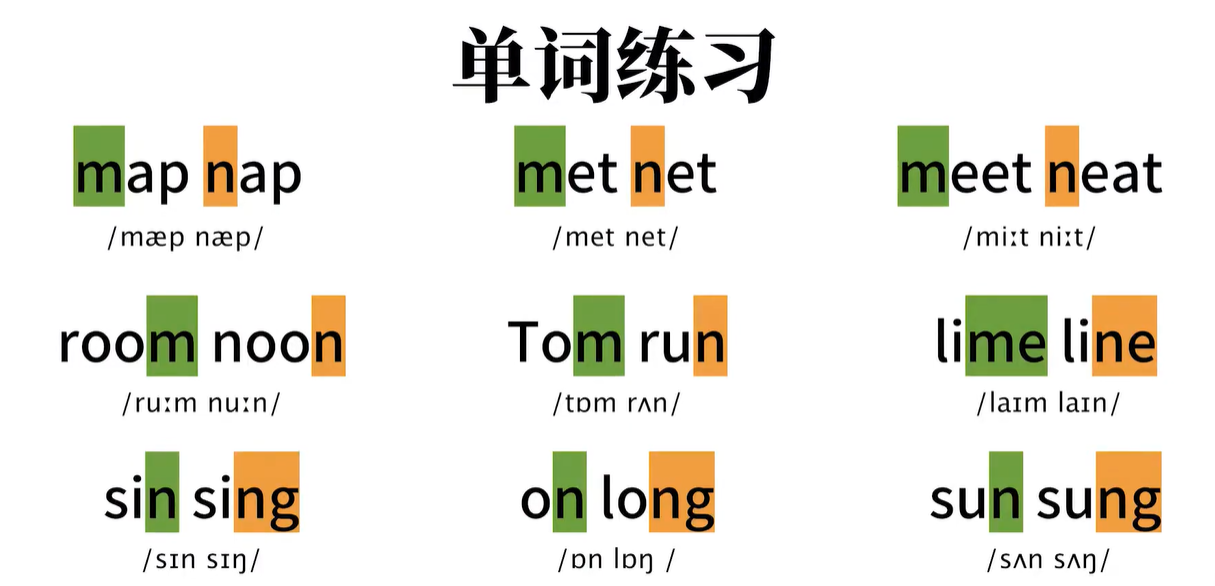 单词练习
map nap met net meet neat
/mæp næp/ /met net/ /miːt niːt/
room noon Tom run lime line
/ruːm nuːn/ /tɒm rʌn/ /laɪm laɪn/
sin sing on long sun sung
/sɪn sɪŋ/ /ɒn lɒŋ / /sʌn sʌŋ/